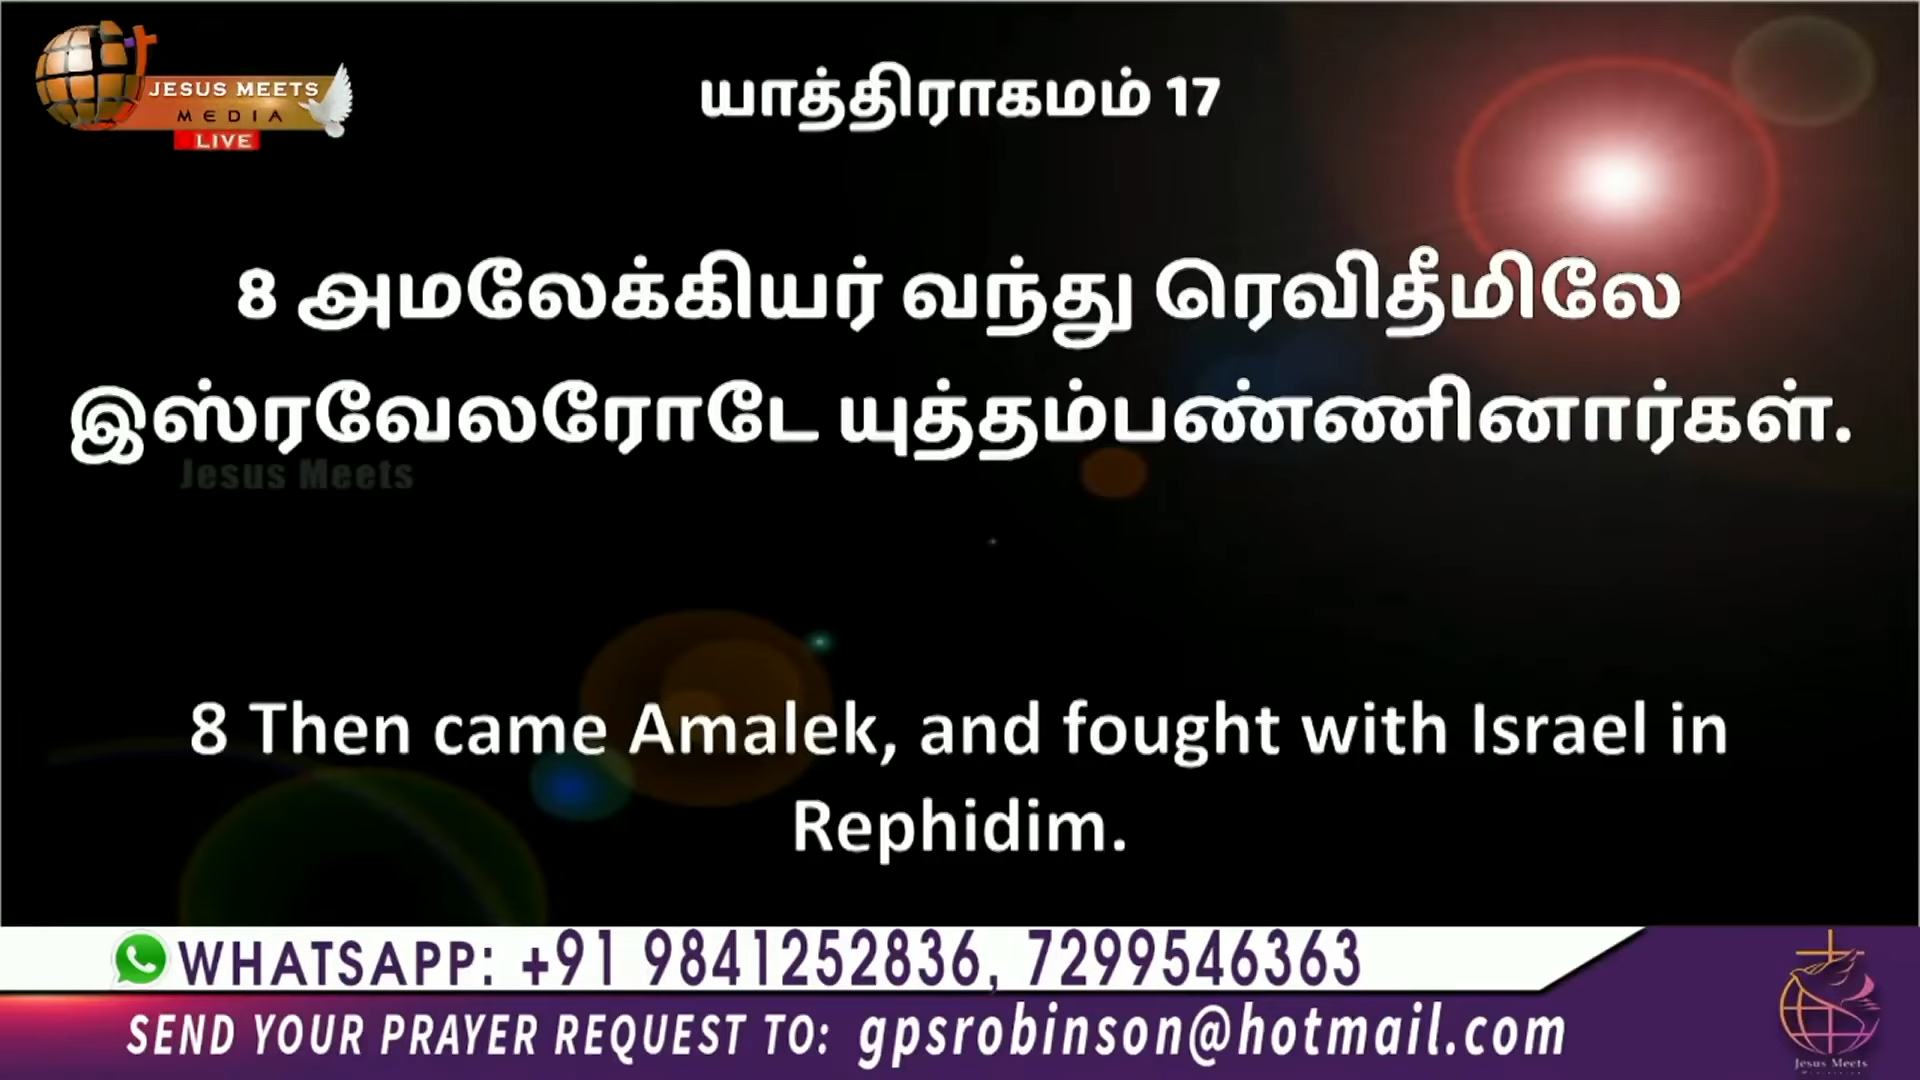 JESUS MEETS
MEDIA
LIVE
யாத்திராகமம் 17
8 அமலேக்கியர் வந்து ரெவிதீமிலே
இஸ்ரவேலரோடே யுத்தம்பண்ணினார்கள்.
Jesus Meets
8 Then came Amalek, and fought with Israel in
Rephidim.
WHATSAPP: +91 9841252836, 7299546363
SEND YOUR PRAYER REQUEST TO: gpsrobinson@hotmail.com
Jesus Meets